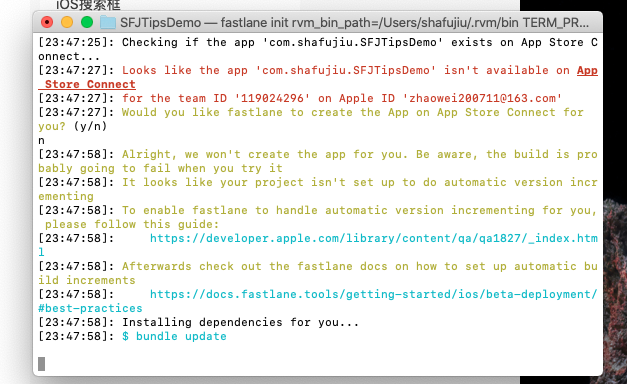 iOS搜索框
SFJTipsDemo — fastlane init rvm_bin_path=/Users/shafujiu/.rvm/bin TERM_PR...
[23:47:25]: Checking if the app 'com.shafujiu.SFJTipsDemo' exists on App Store C
onnect...
[23:47:27]: Looks like the app 'com.shafujiu.SFJTipsDemo' isn't available on App
Store Connect
[23:47:27]: for the team ID '119024296' on Apple ID 'zhaowei200711@163.com'
[23:47:27]: Would you like fastlane to create the App on App Store Connect for
you? (y/n)
n
[23:47:58]: Alright, we won't create the app for you. Be aware, the build is pro
bably going to fail when you try it
[23:47:58]: It looks like your project isn't set up to do automatic version incr
ementing
[23:47:58]: To enable fastlane to handle automatic version incrementing for you,
please follow this guide:
[23:47:58]: https://developer.apple.com/library/content/qa/qa1827/_index.htm
l
[23:47:58]: Afterwards check out the fastlane docs on how to set up automatic bu
ild increments
[23:47:58]: https://docs.fastlane.tools/getting-started/ios/beta-deployment/
#best-practices
[23:47:58]: Installing dependencies for you...
[23:47:58]: $ bundle update